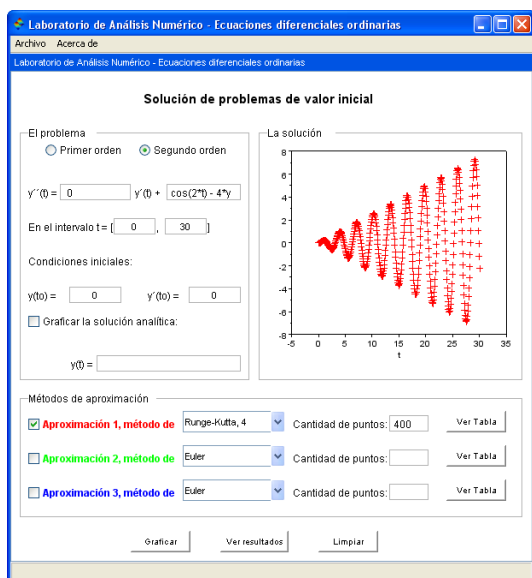 Laboratorio de Análisis Numérico - Ecuaciones diferenciales ordinarias
Archivo Acerca de
Laboratorio de Análisis Numérico - Ecuaciones diferenciales ordinarias
Solución de problemas de valor inicial
El problema
Primer orden Segundo orden
y´´(t) = 0 y´(t) + cos(2*t) - 4*y
En el intervalo t = [ 0 , 30 ]
Condiciones iniciales:
y(to) = 0 y´(to) = 0
Graficar la solución analítica:
y(t) =
La solución
8
6
4
2
0
-2
-4
-6
-8
-5 0 5 10 15 20 25 30 35
t
Métodos de aproximación
Aproximación 1, método de Runge-Kutta, 4 Cantidad de puntos: 400 Ver Tabla
Aproximación 2, método de Euler Cantidad de puntos: Ver Tabla
Aproximación 3, método de Euler Cantidad de puntos: Ver Tabla
Graficar Ver resultados Limpiar